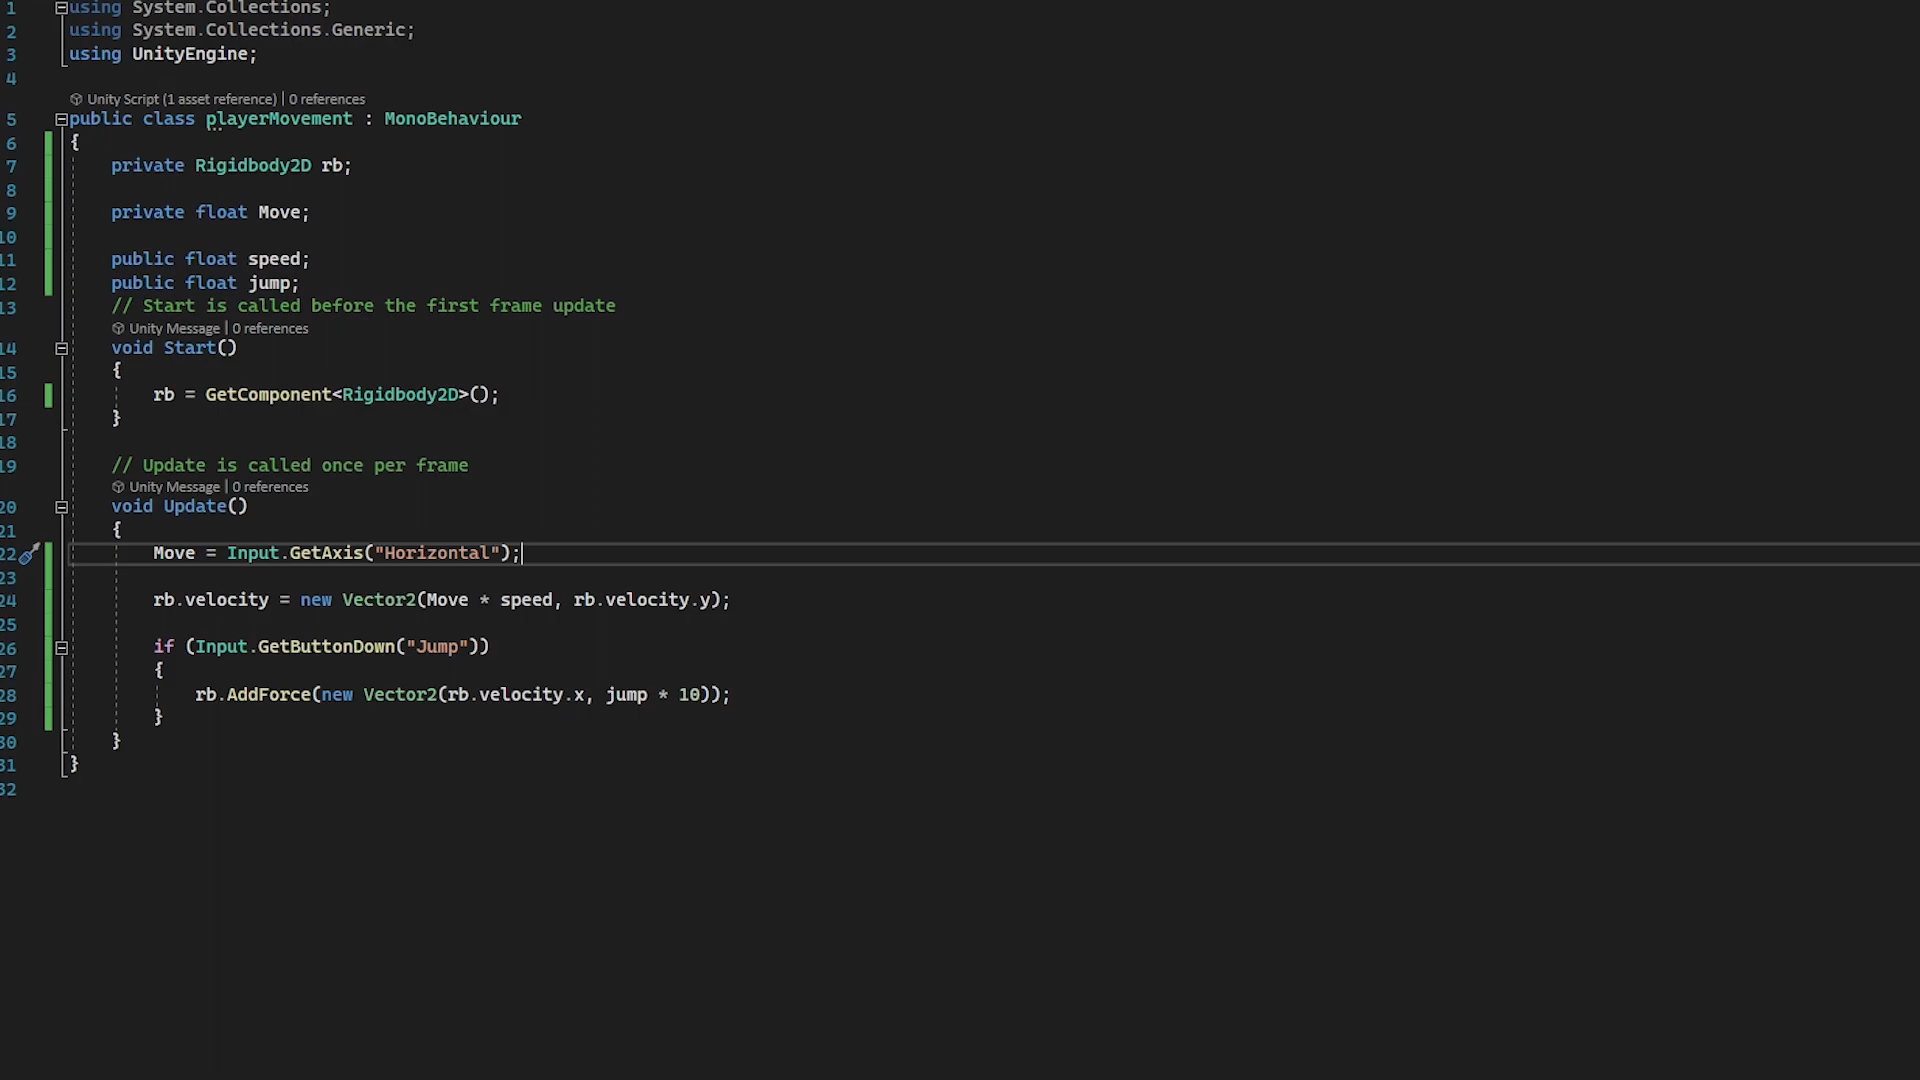 1 using System.Collections;
2 using System.Collections.Generic;
3 using UnityEngine;
4
Unity Script (1 asset reference) | 0 references
5 public class playerMovement : MonoBehaviour
6 {
7 private Rigidbody2D rb;
8
9 private float Move;
10
11 public float speed;
12 public float jump;
13 // Start is called before the first frame update
Unity Message | 0 references
14 void Start()
15 {
16 rb = GetComponent<Rigidbody2D>();
17 }
18
19 // Update is called once per frame
Unity Message | 0 references
20 void Update()
21 {
22 Move = Input.GetAxis("Horizontal");
23
24 rb.velocity = new Vector2(Move * speed, rb.velocity.y);
25
26 if (Input.GetButtonDown("Jump"))
27 {
28 rb.AddForce(new Vector2(rb.velocity.x, jump * 10));
29 }
30 }
31 }
32